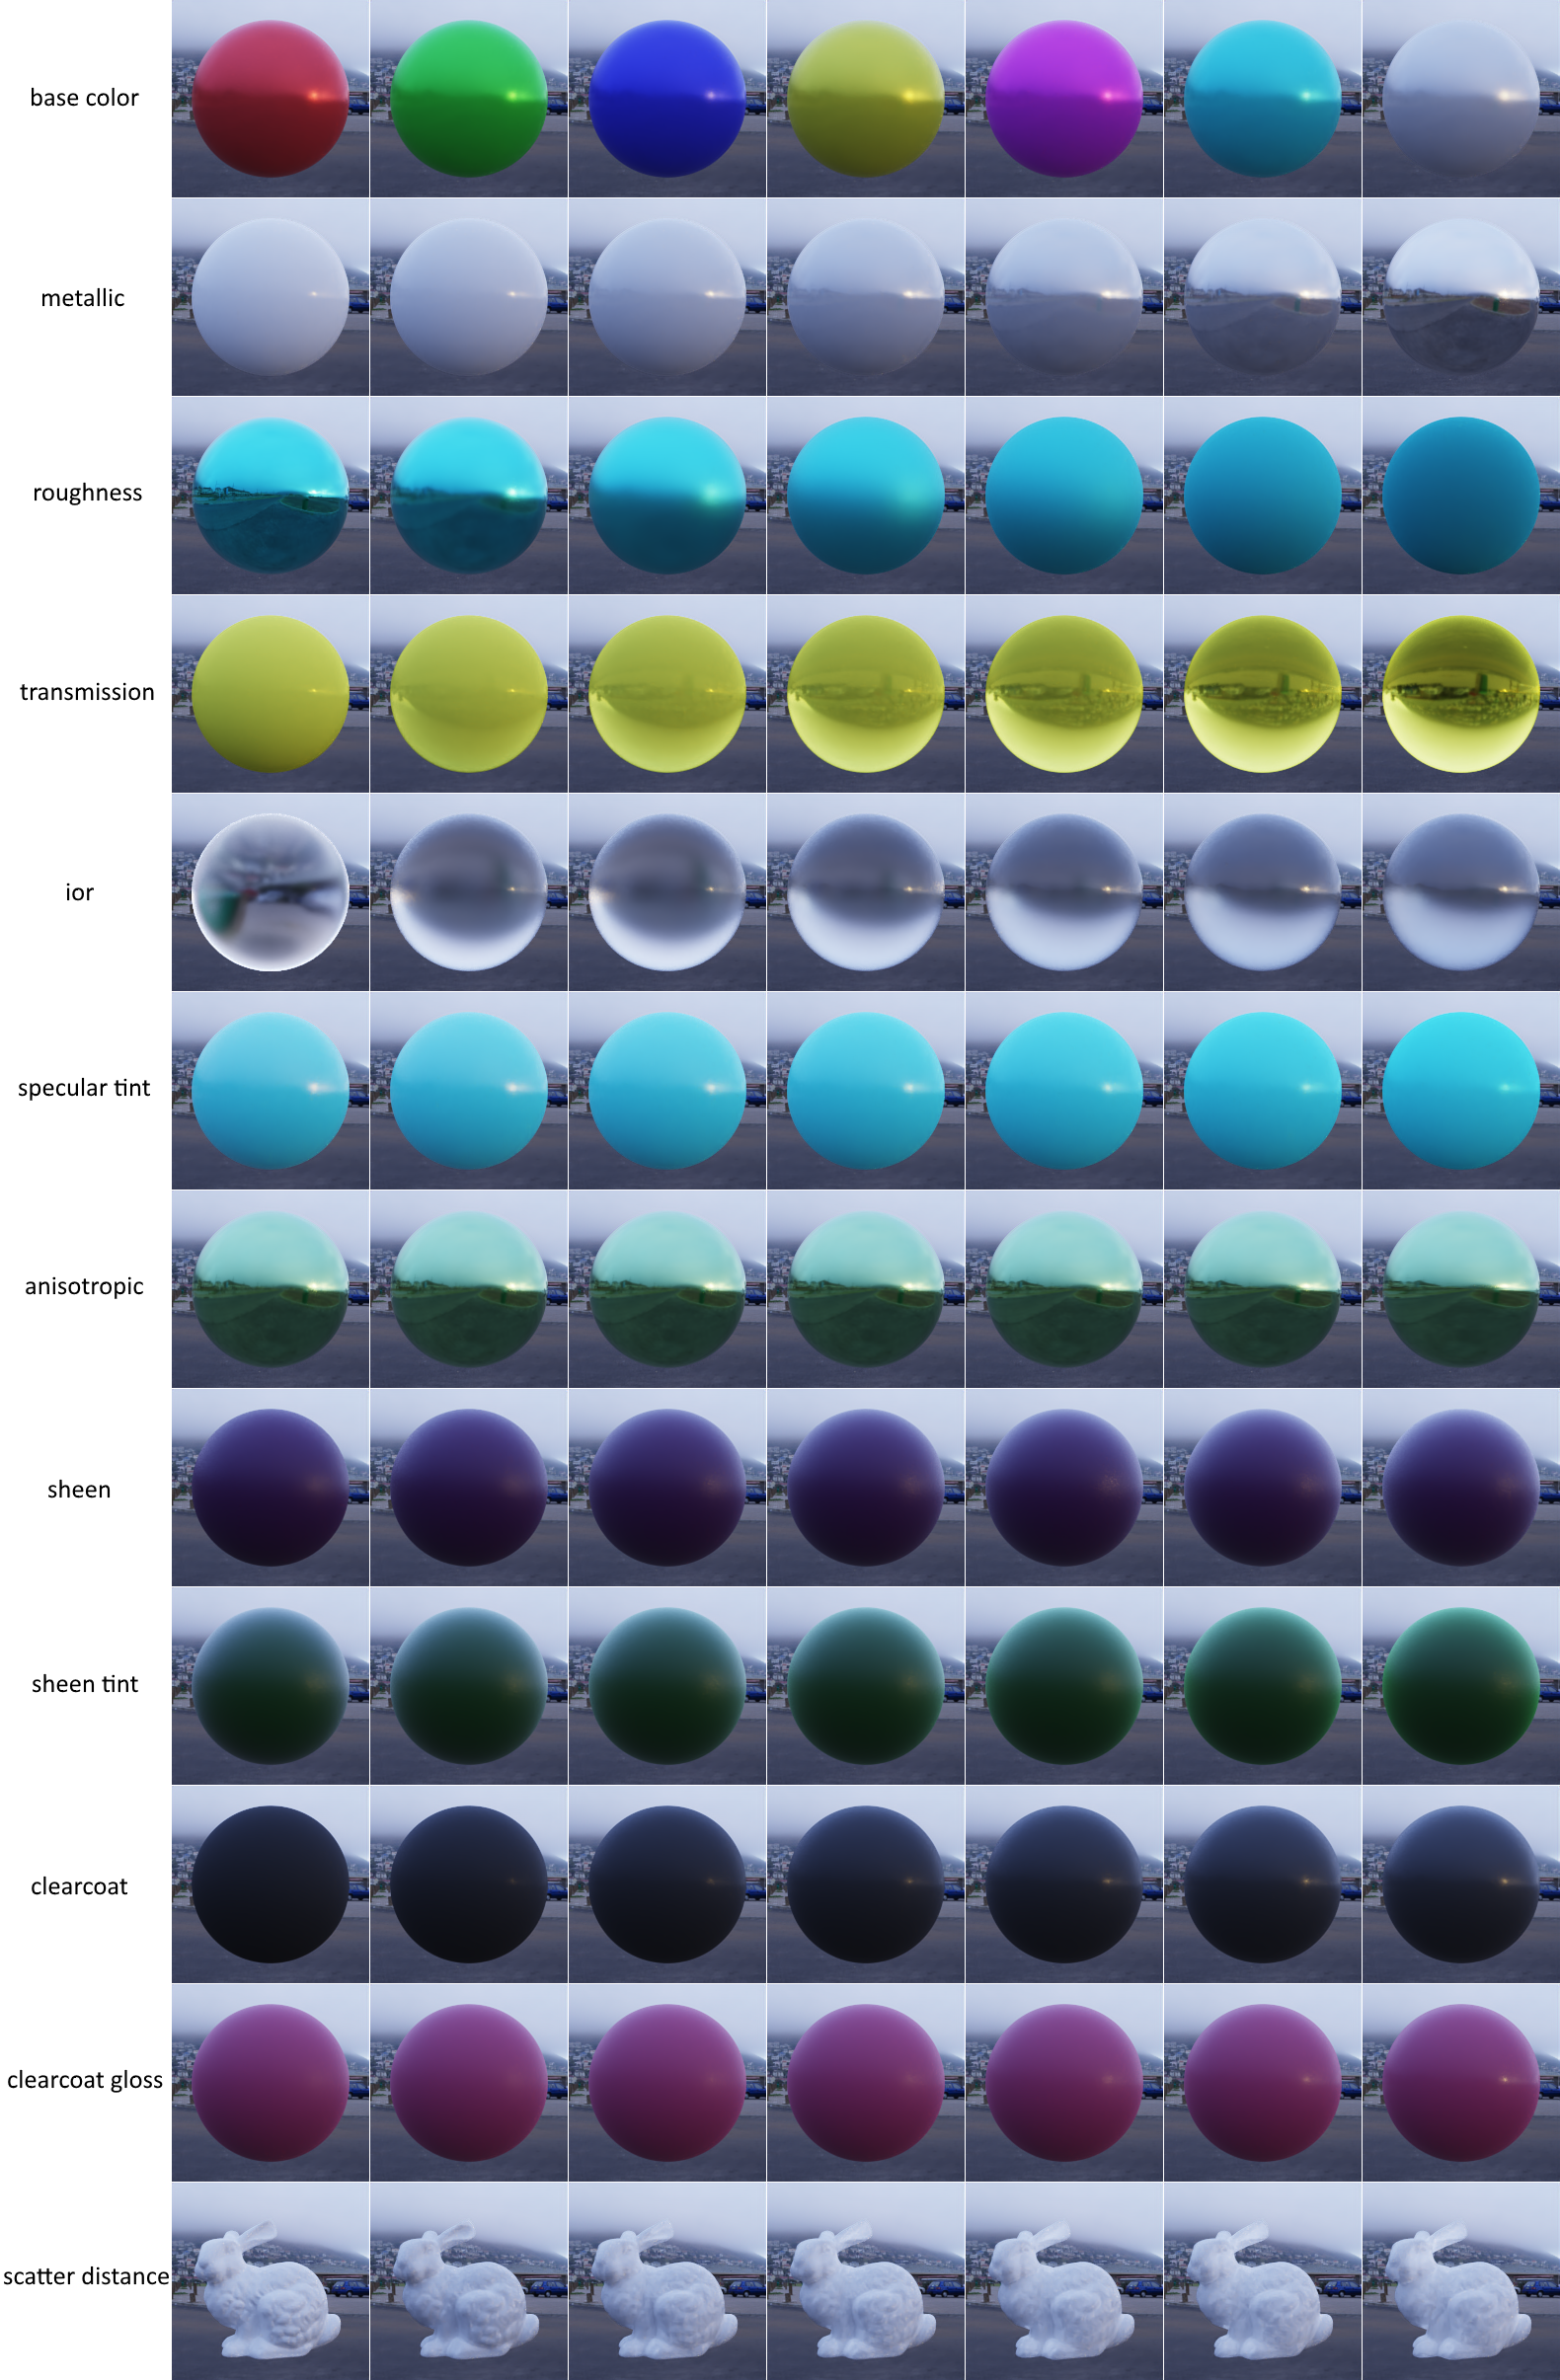 base color
metallic
roughness
transmission
ior
specular tint
anisotropic
sheen
sheen tint
clearcoat
clearcoat gloss
scatter distance